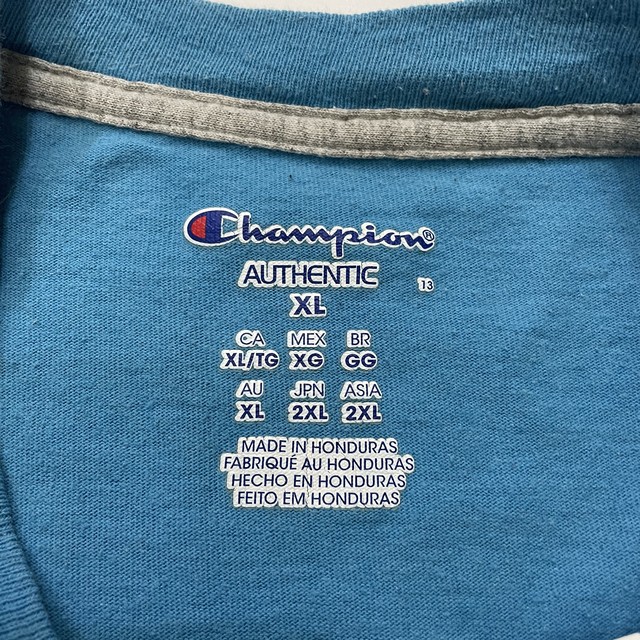 Champion®
AUTHENTIC 13
XL
CA MEX BR
XL/TG XG GG
AU JPN ASIA
XL 2XL 2XL
MADE IN HONDURAS
FABRIQUÉ AU HONDURAS
HECHO EN HONDURAS
FEITO EM HONDURAS